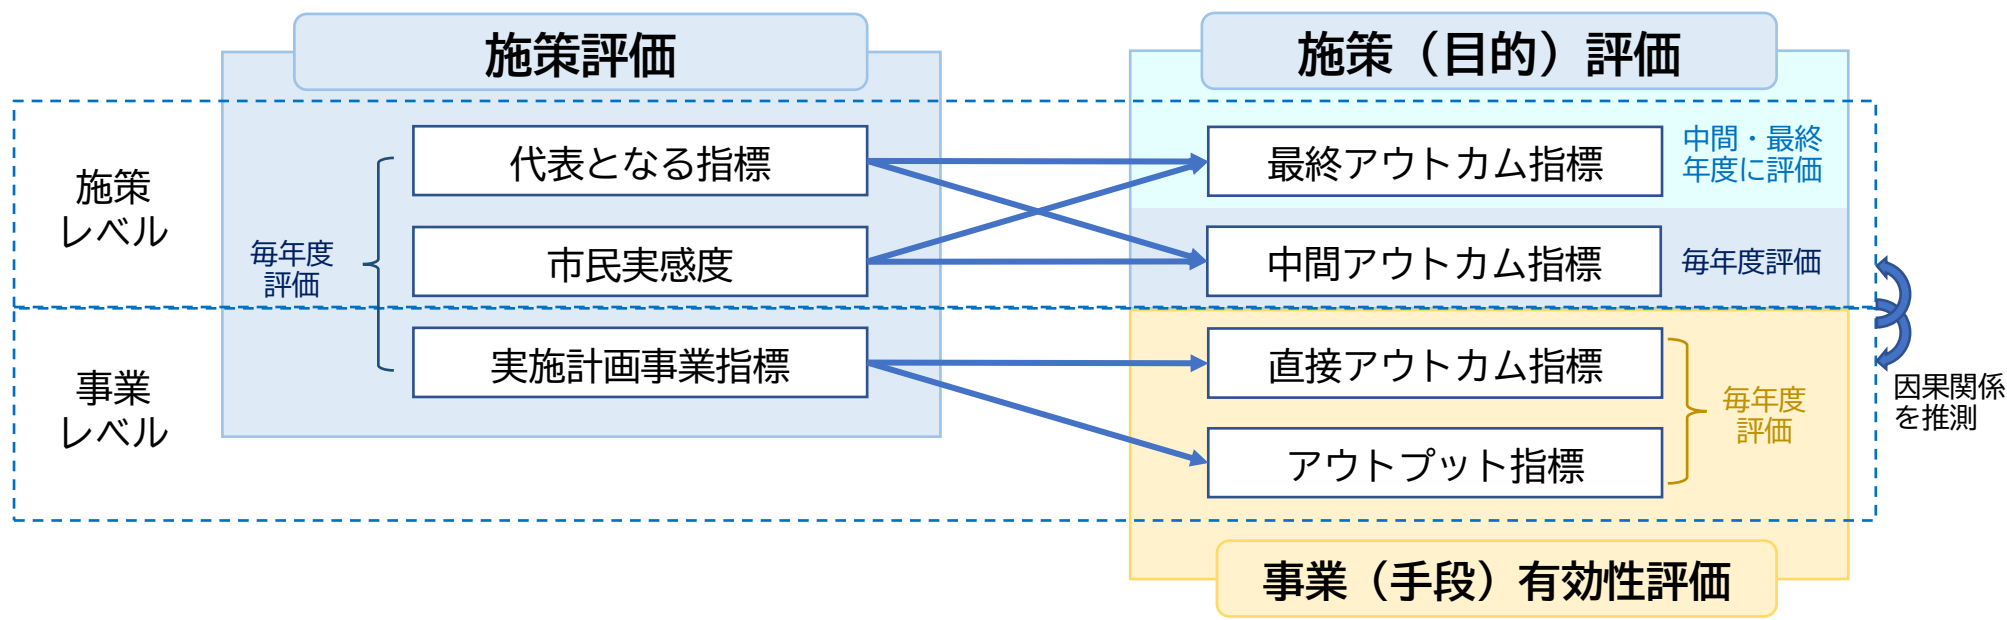 施策評価
施策（目的）評価
施策
レベル
事業
レベル
毎年度
評価
代表となる指標
市民実感度
実施計画事業指標
最終アウトカム指標
中間・最終
年度に評価
中間アウトカム指標
毎年度評価
直接アウトカム指標
アウトプット指標
毎年度
評価
因果関係
を推測
事業（手段）有効性評価